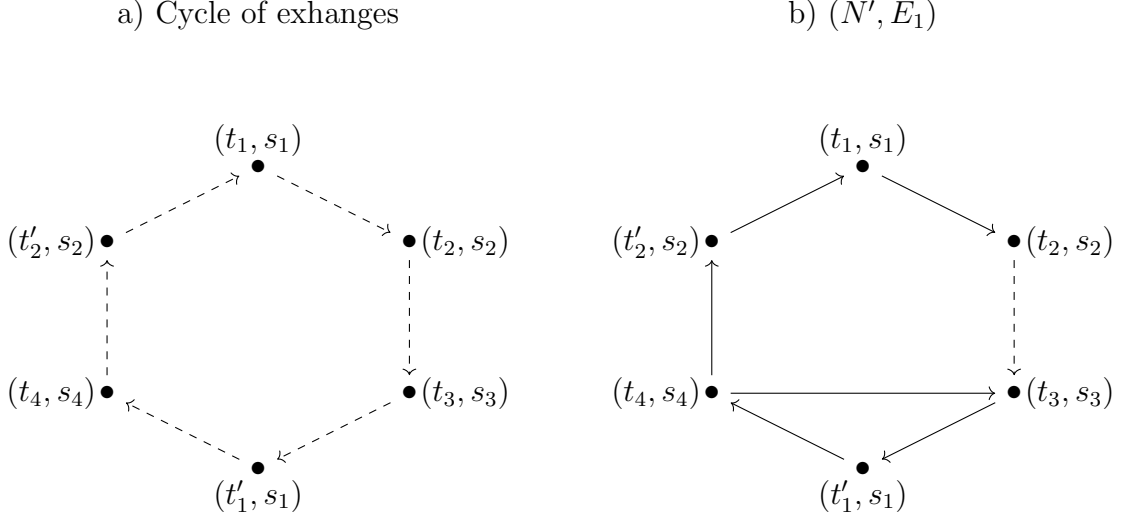 a) Cycle of exhanges
b) (N′, E₁)
(t₁, s₁)
(t′₂, s₂)
(t₂, s₂)
(t₄, s₄)
(t₃, s₃)
(t′₁, s₁)
(t₁, s₁)
(t′₂, s₂)
(t₂, s₂)
(t₄, s₄)
(t₃, s₃)
(t′₁, s₁)